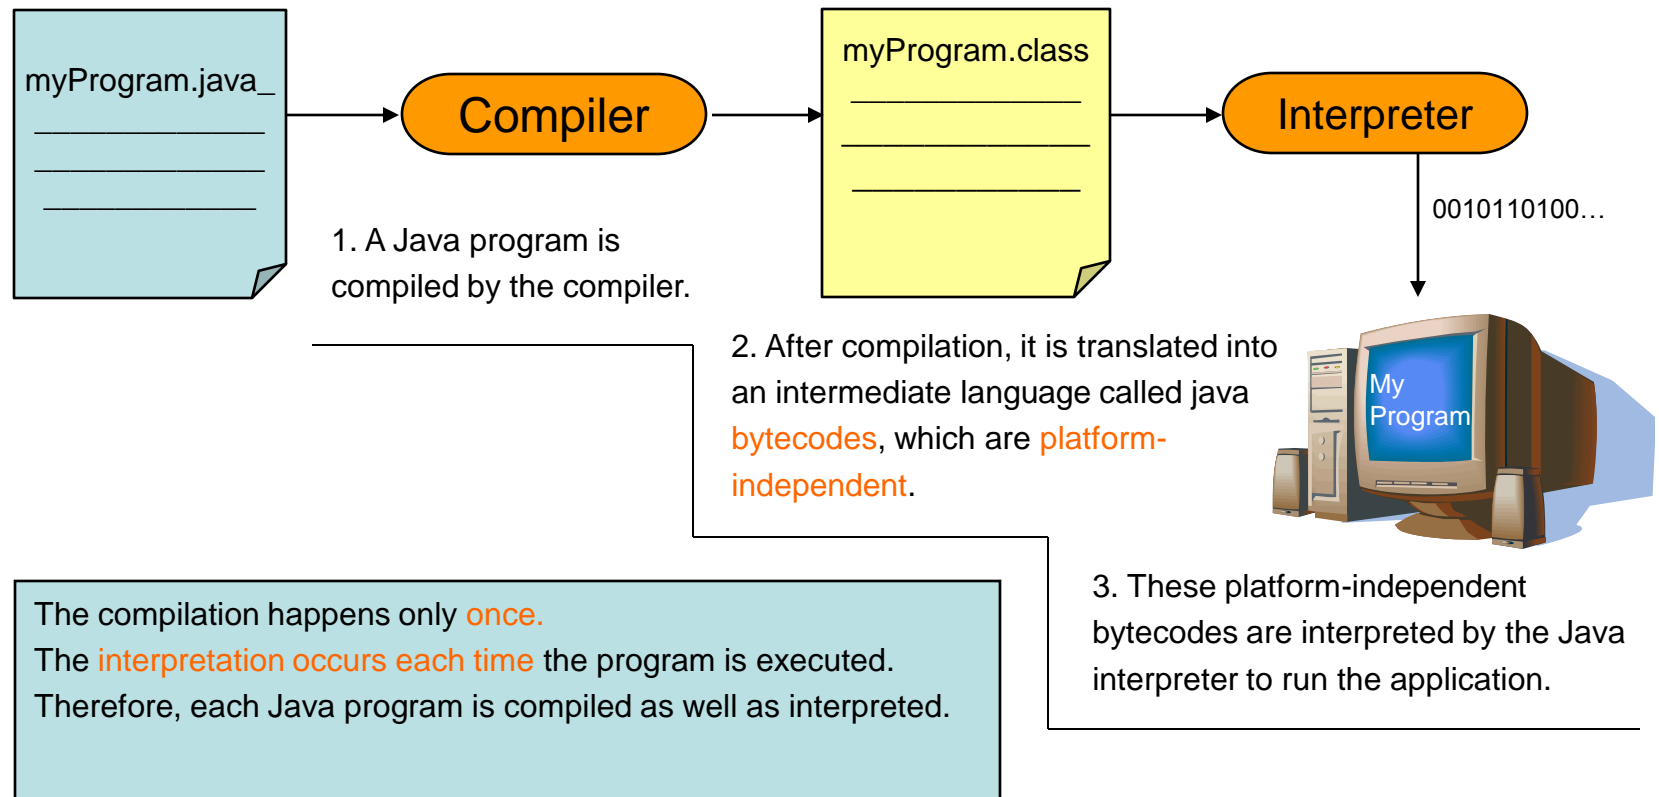 myProgram.java_
Compiler
myProgram.class
Interpreter
0010110100…
1. A Java program is
compiled by the compiler.
2. After compilation, it is translated into
an intermediate language called java
bytecodes, which are platform-
independent.
My
Program
3. These platform-independent
bytecodes are interpreted by the Java
interpreter to run the application.
The compilation happens only once.
The interpretation occurs each time the program is executed.
Therefore, each Java program is compiled as well as interpreted.